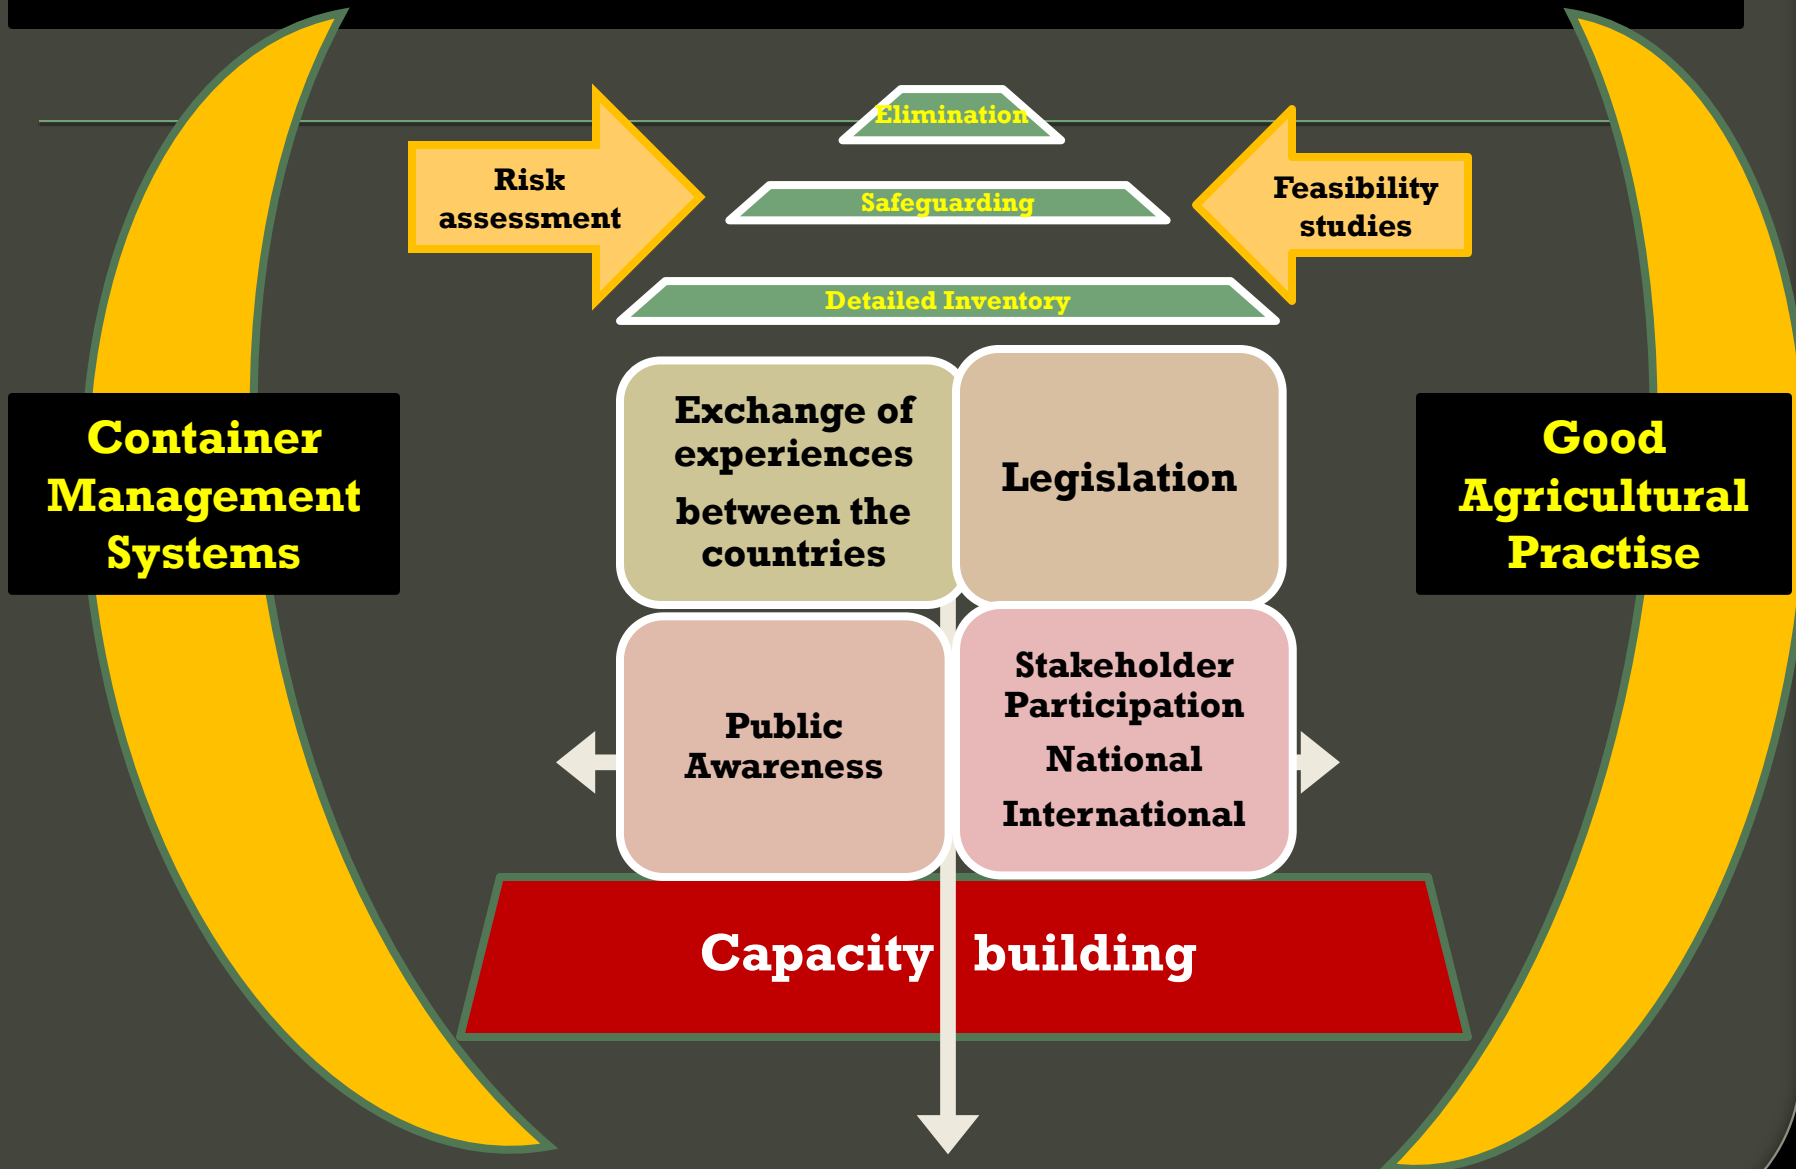 Elimination
Risk
assessment
Safeguarding
Feasibility
studies
Detailed Inventory
Exchange of
experiences
between the
countries
Legislation
Container
Management
Systems
Good
Agricultural
Practise
Public
Awareness
Stakeholder
Participation
National
International
Capacity building